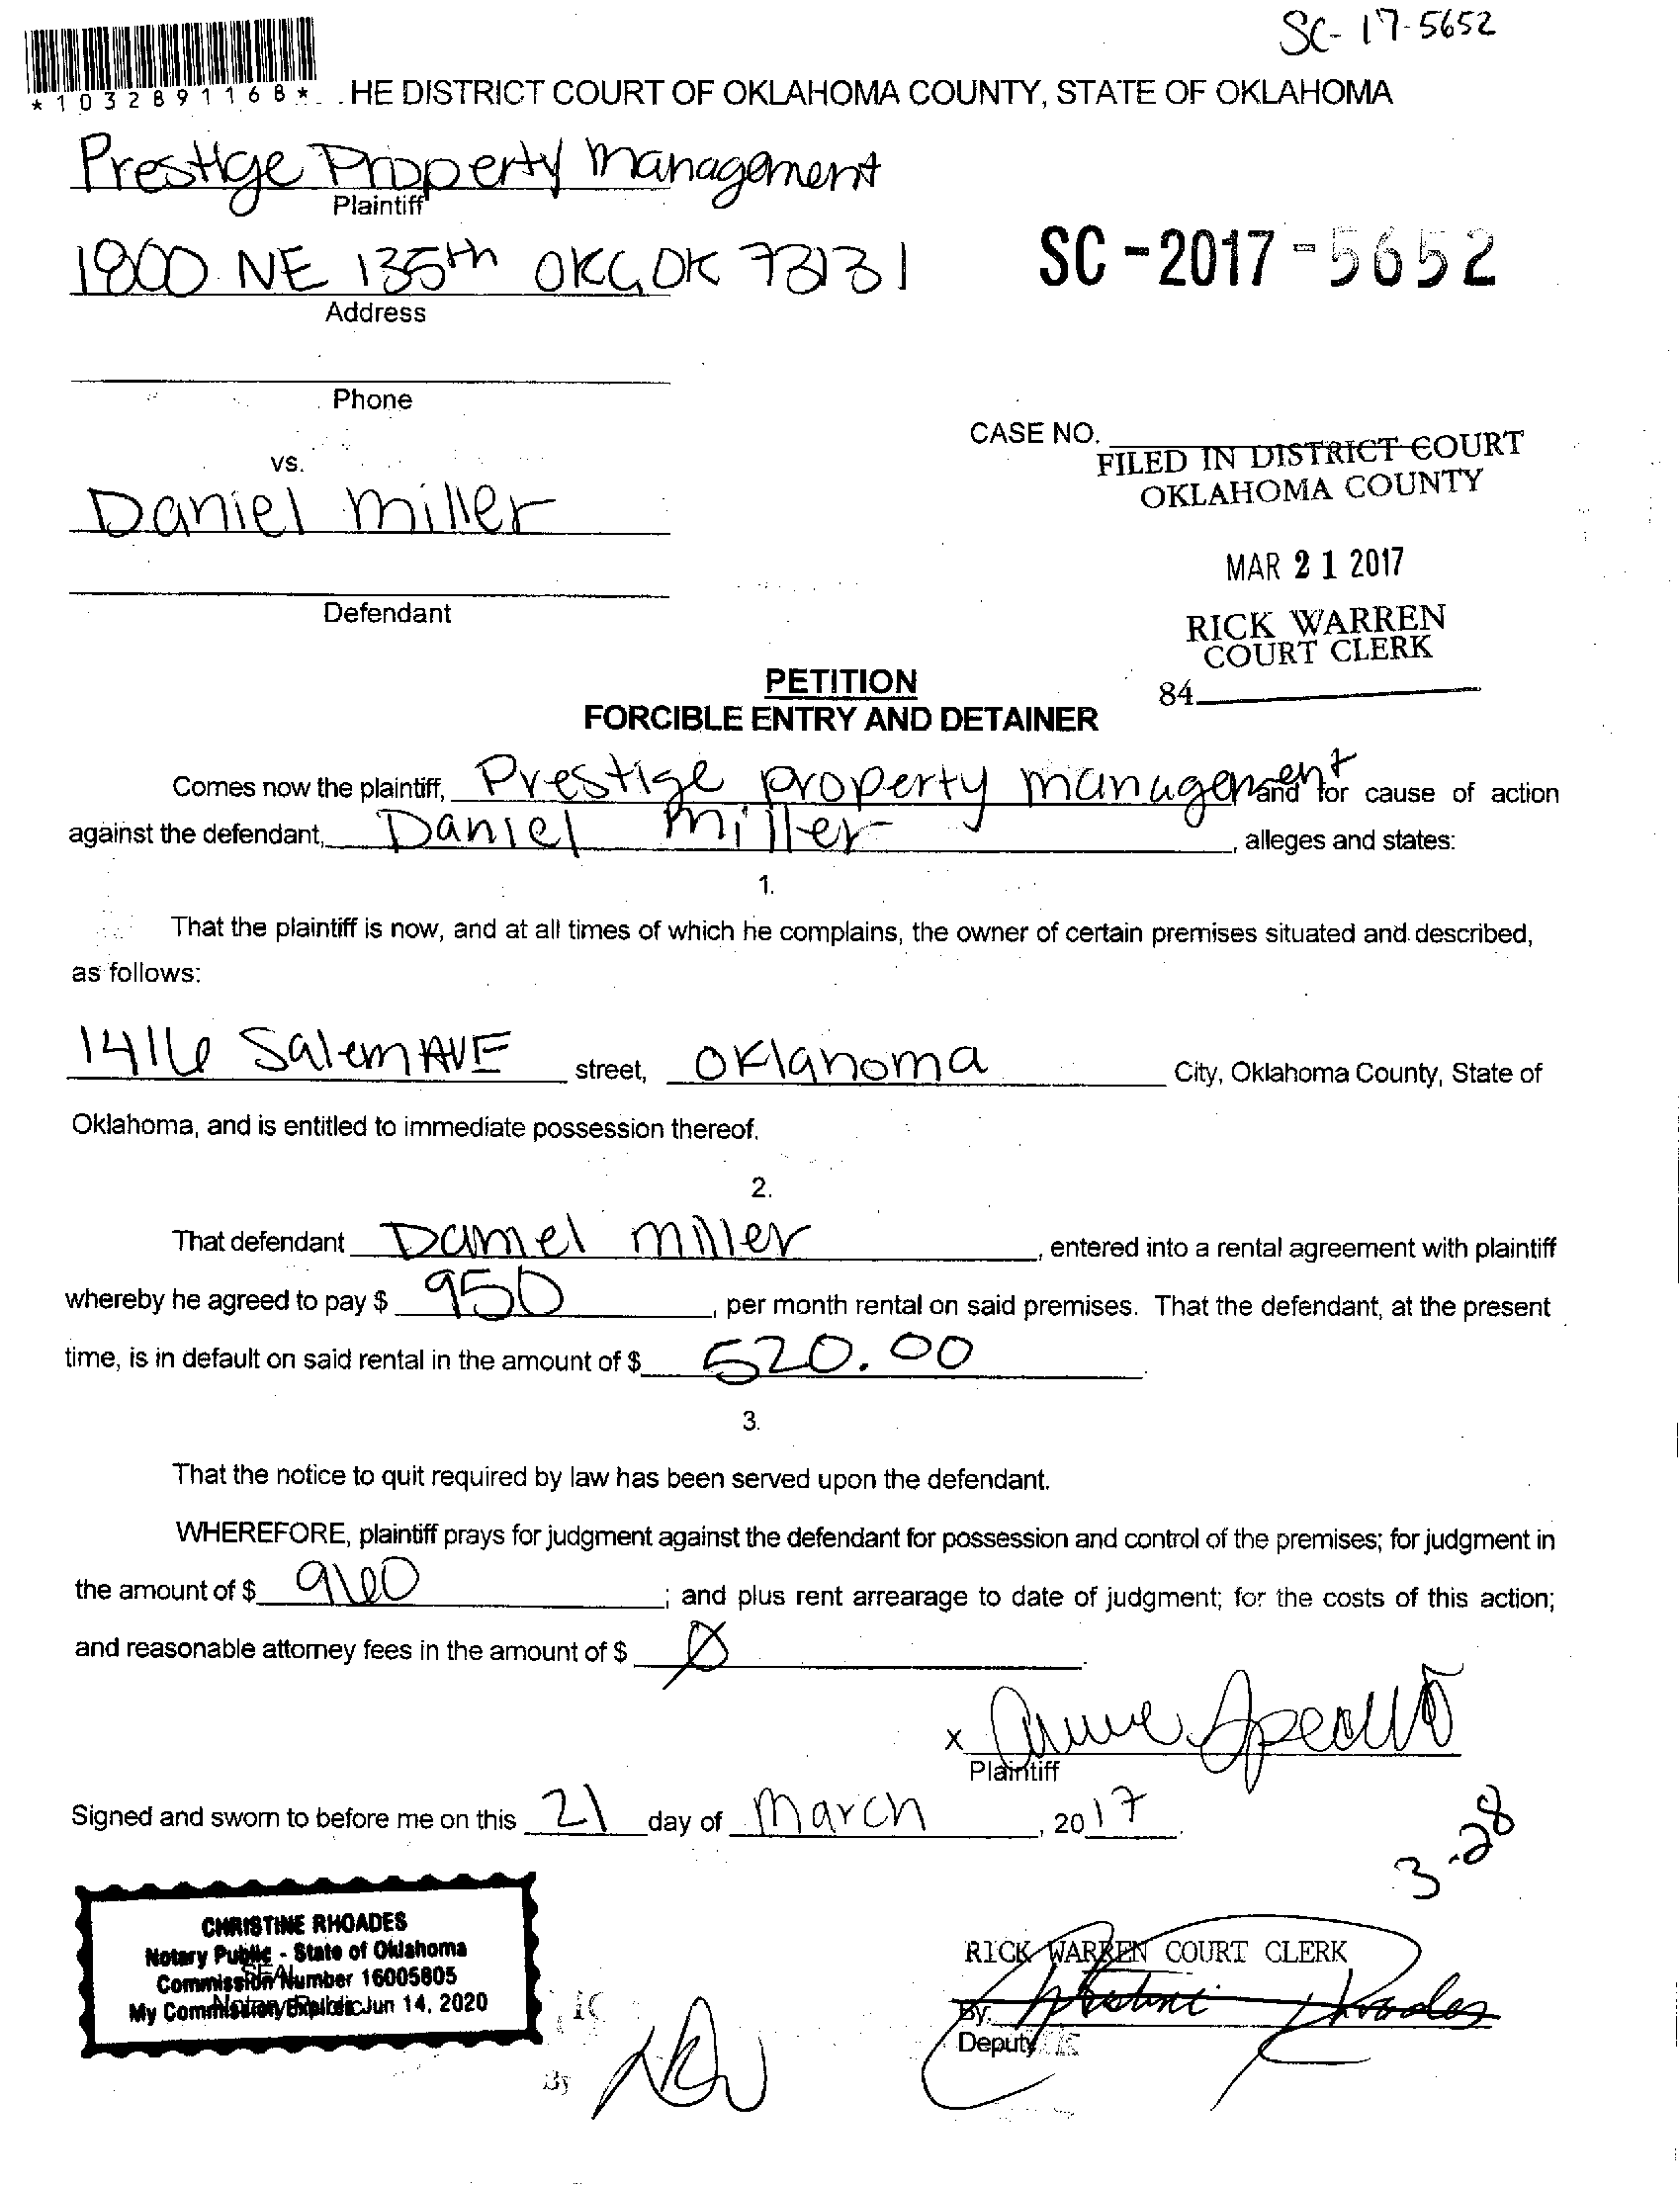 SC-17-5652
*1032891168* HE DISTRICT COURT OF OKLAHOMA COUNTY, STATE OF OKLAHOMA
Prestige Property Management
Plaintiff
1800 NE 135th OKC, OK 73131
Address
SC-2017-5652
Phone
CASE NO.
FILED IN DISTRICT COURT
OKLAHOMA COUNTY
vs.
Daniel Miller
MAR 21 2017
Defendant
RICK WARREN
COURT CLERK
84
PETITION
FORCIBLE ENTRY AND DETAINER
Comes now the plaintiff, Prestige property management and for cause of action
against the defendant, Daniel Miller, alleges and states:
1.
That the plaintiff is now, and at all times of which he complains, the owner of certain premises situated and described,
as follows:
1416 Salem AVE street, Oklahoma City, Oklahoma County, State of
Oklahoma, and is entitled to immediate possession thereof.
2.
That defendant Daniel Miller, entered into a rental agreement with plaintiff
whereby he agreed to pay $ 950, per month rental on said premises. That the defendant, at the present
time, is in default on said rental in the amount of $ 520.00
3.
That the notice to quit required by law has been served upon the defendant.
WHEREFORE, plaintiff prays for judgment against the defendant for possession and control of the premises; for judgment in
the amount of $ ; and plus rent arrearage to date of judgment; for the costs of this action;
and reasonable attorney fees in the amount of $ Ø
x
Plaintiff
Signed and sworn to before me on this 21 day of March, 2017
3-28
CHRISTINE RHOADES
Notary Public - State of Oklahoma
Commission Number 16005805
My Commission Expires Jun 14, 2020
RICK WARREN COURT CLERK
By Christine Rhoades
Deputy
By